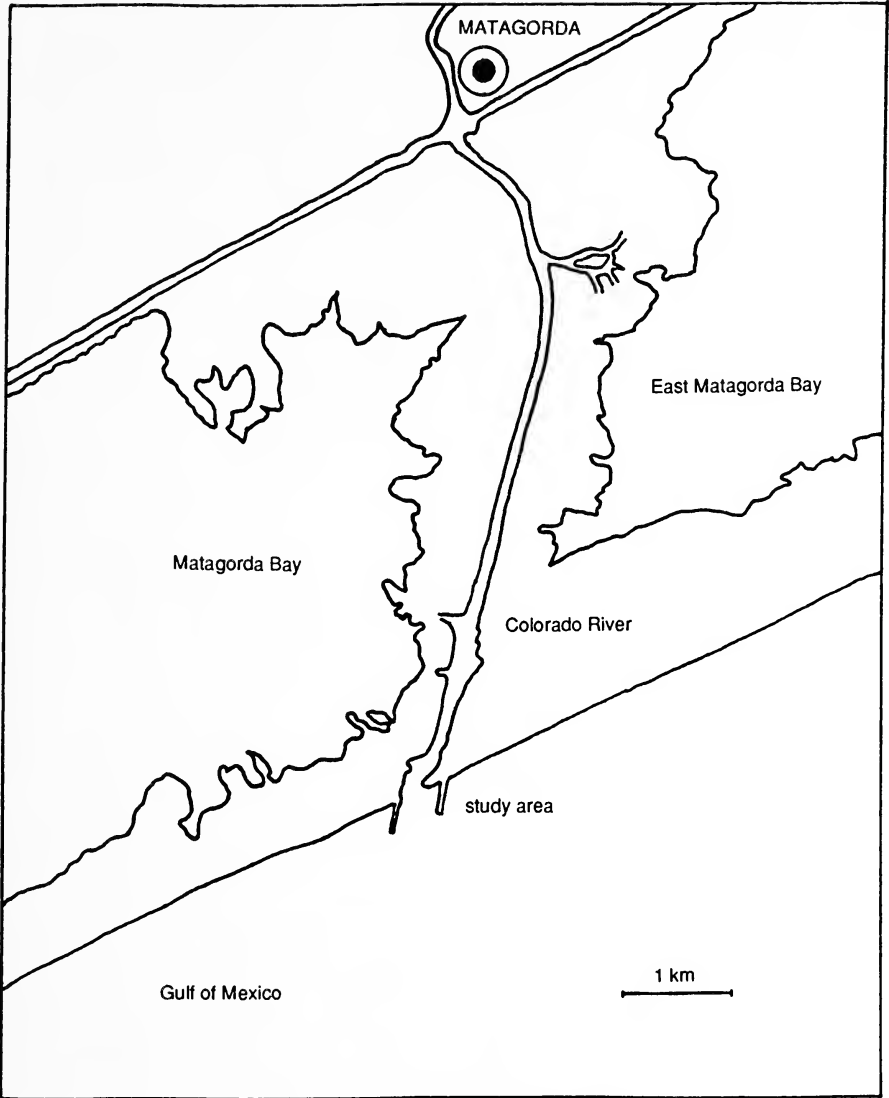 MATAGORDA
East Matagorda Bay
Matagorda Bay
Colorado River
study area
1 km
Gulf of Mexico